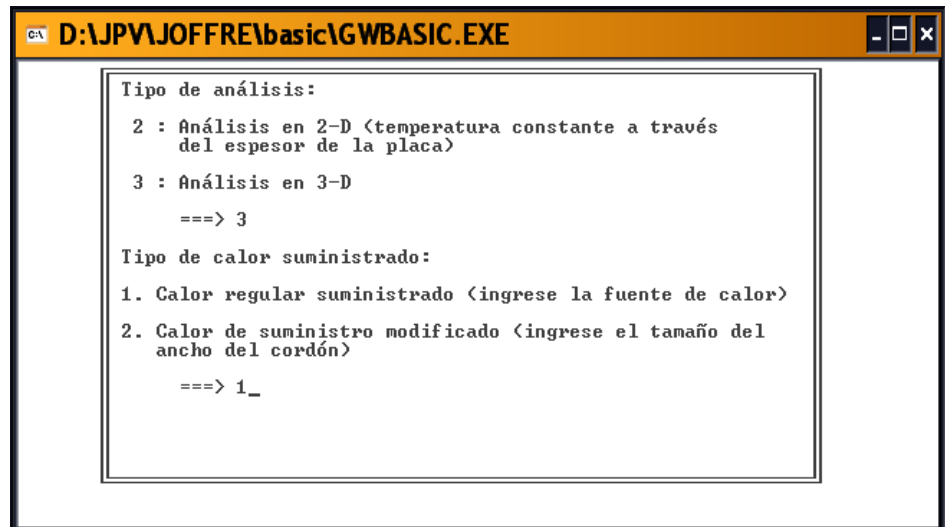 D:\JPV\JOFFRE\basic\GWBASIC.EXE
Tipo de análisis:
2 : Análisis en 2-D (temperatura constante a través
del espesor de la placa)
3 : Análisis en 3-D
===> 3
Tipo de calor suministrado:
1. Calor regular suministrado (ingrese la fuente de calor)
2. Calor de suministro modificado (ingrese el tamaño del
ancho del cordón)
===> 1_